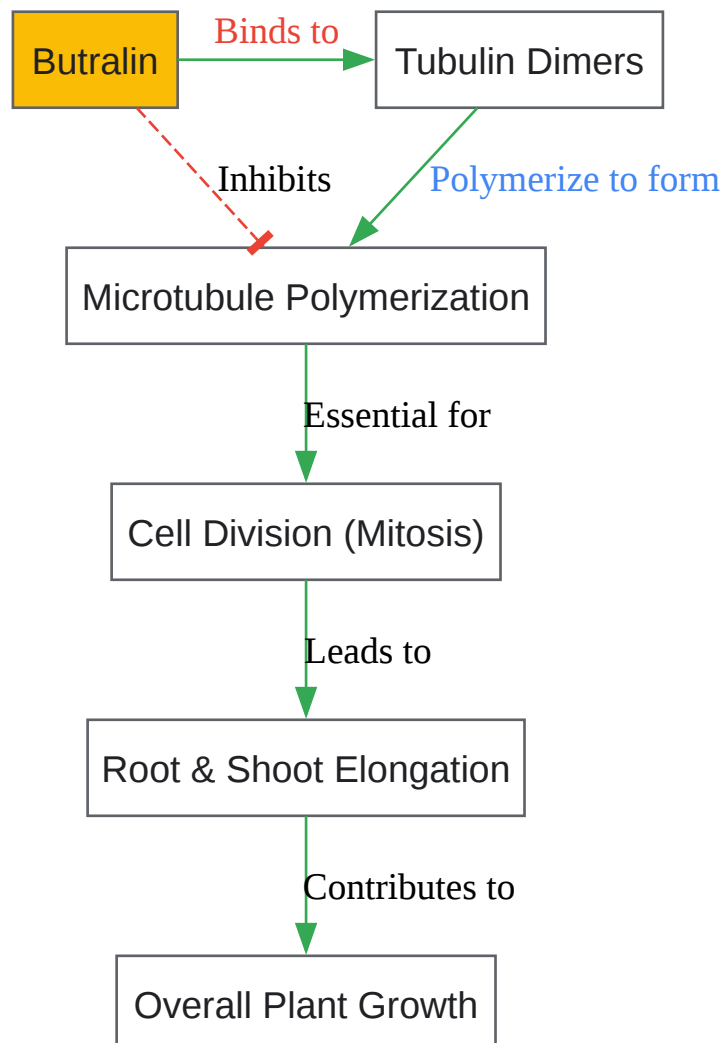 Butralin
Binds to
Tubulin Dimers
Inhibits
Polymerize to form
Microtubule Polymerization
Essential for
Cell Division (Mitosis)
Leads to
Root & Shoot Elongation
Contributes to
Overall Plant Growth